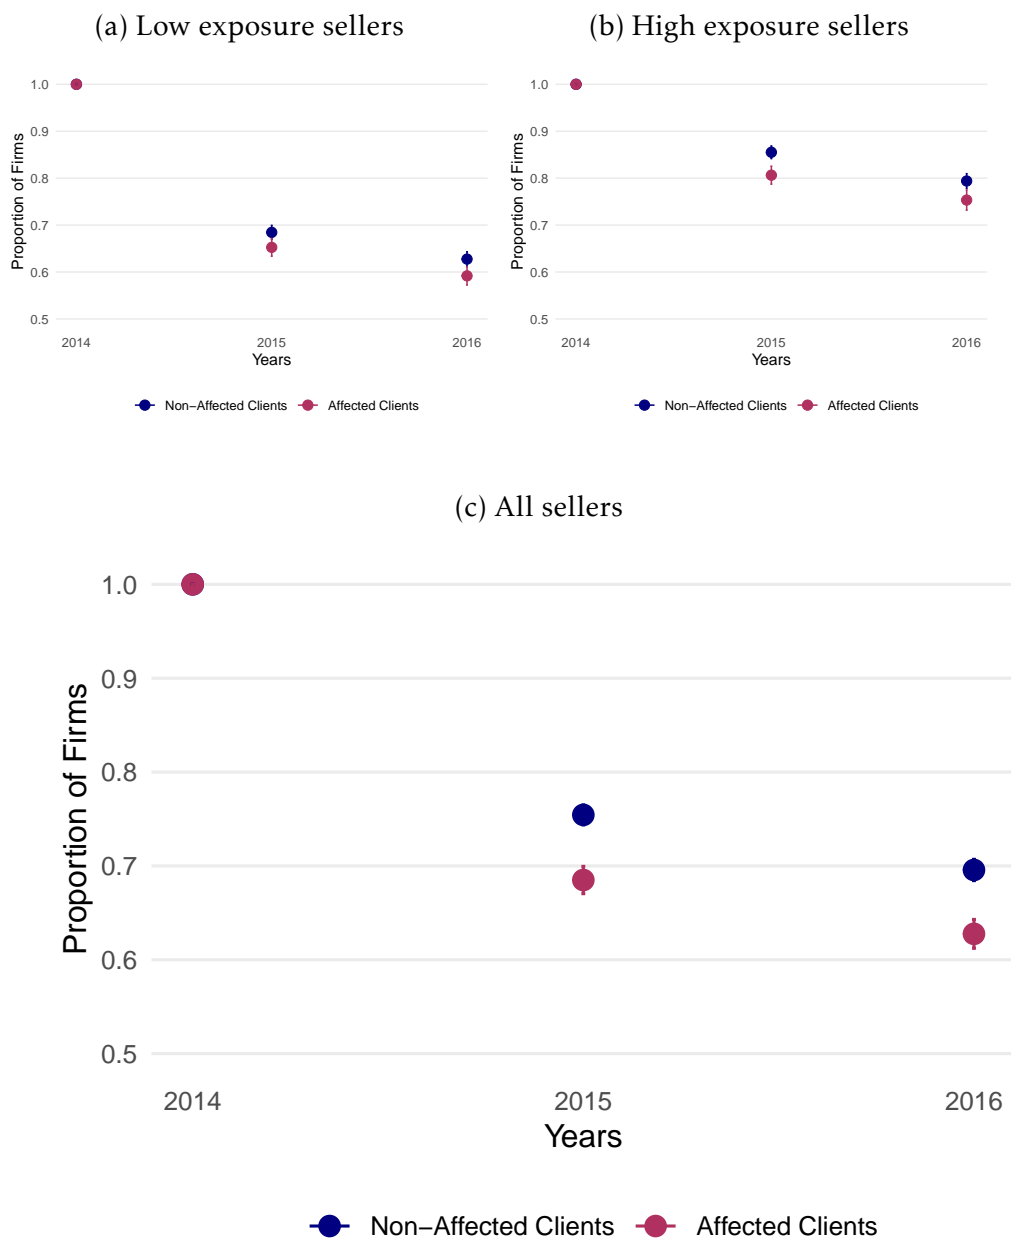 (a) Low exposure sellers
1.0
0.9
0.8
0.7
0.6
0.5
Proportion of Firms
2014 2015 2016
Years
Non−Affected Clients Affected Clients
(b) High exposure sellers
1.0
0.9
0.8
0.7
0.6
0.5
Proportion of Firms
2014 2015 2016
Years
Non−Affected Clients Affected Clients
(c) All sellers
1.0
0.9
0.8
0.7
0.6
0.5
Proportion of Firms
2014 2015 2016
Years
Non−Affected Clients Affected Clients